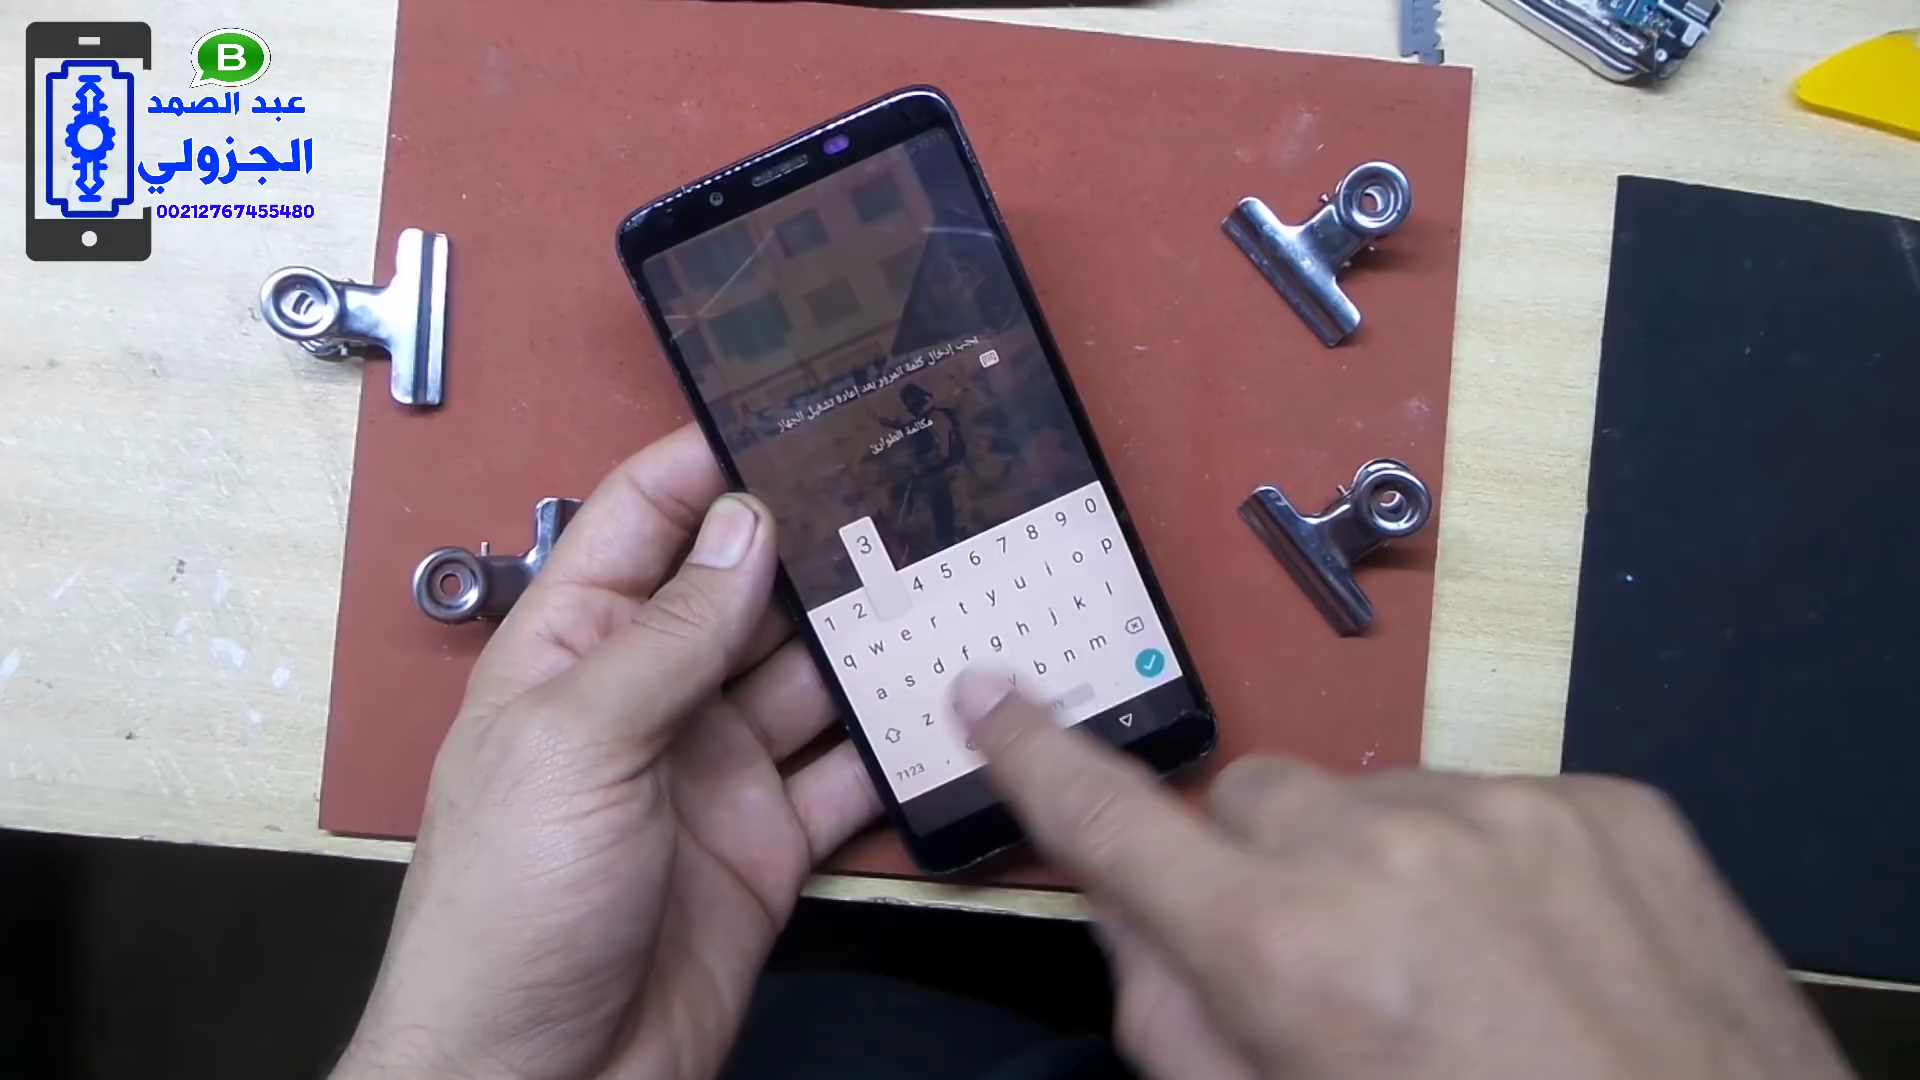 B
عبد الصمد
الجزولي
00212767455480
LSST
يجب إدخال كلمة المرور بعد إعادة تشغيل الجهاز
مكالمة الطوارئ
3
1 2 4 5 6 7 8 9 0
q w e r t y u i o p
a s d f g h j k l
z v b n m
?123 ,